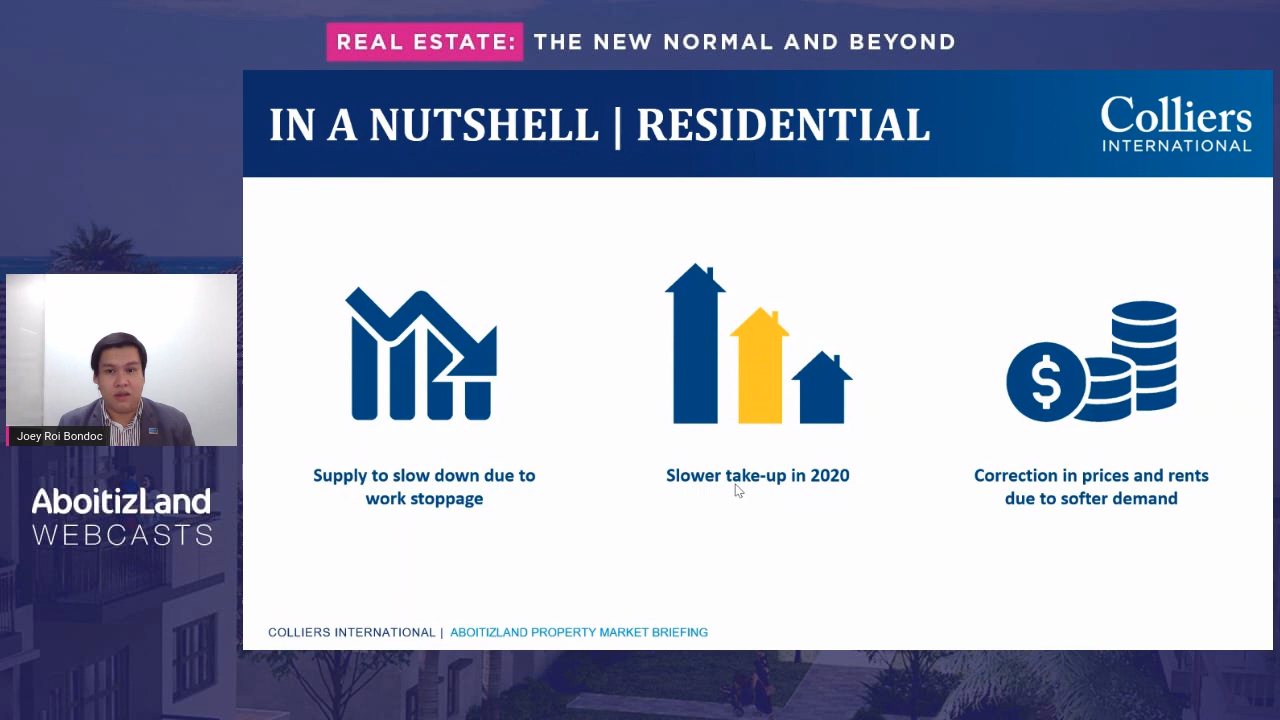 REAL ESTATE: THE NEW NORMAL AND BEYOND
IN A NUTSHELL | RESIDENTIAL
Colliers
INTERNATIONAL
$
Supply to slow down due to
work stoppage
Slower take-up in 2020
Correction in prices and rents
due to softer demand
Joey Roi Bondoc
AboitizLand
WEBCASTS
COLLIERS INTERNATIONAL | ABOITIZLAND PROPERTY MARKET BRIEFING